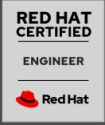 RED HAT
CERTIFIED
ENGINEER
Red Hat